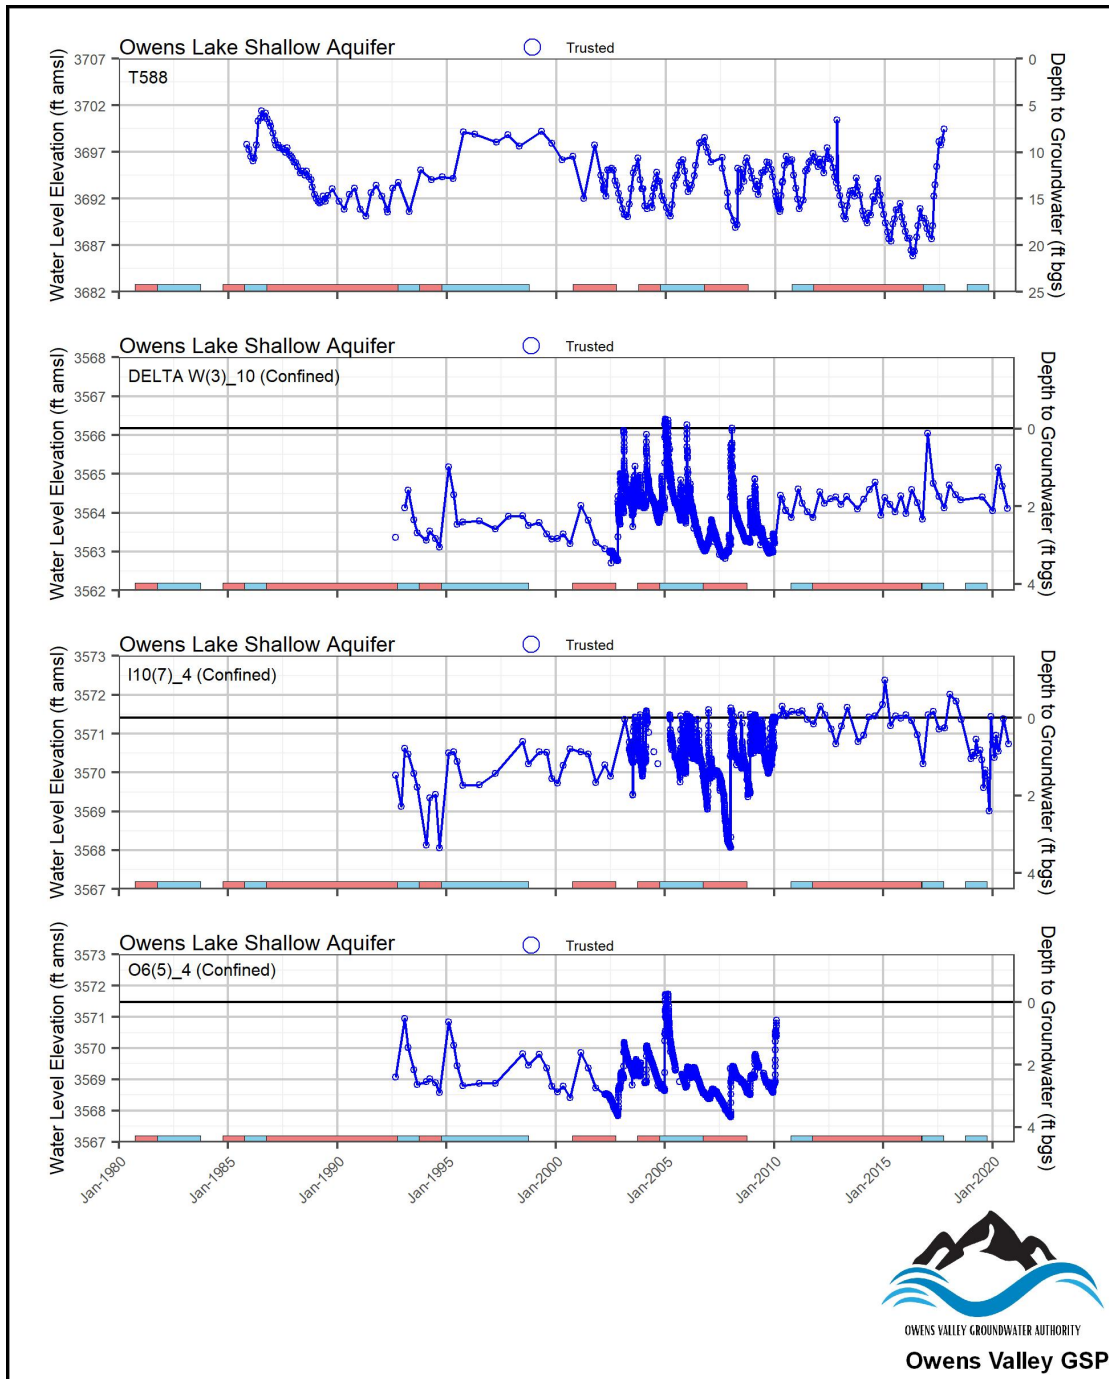 Owens Lake Shallow Aquifer
Trusted
T588
Water Level Elevation (ft amsl)
3707
3702
3697
3692
3687
3682
Depth to Groundwater (ft bgs)
0
5
10
15
20
25
Owens Lake Shallow Aquifer
Trusted
DELTA W(3)_10 (Confined)
Water Level Elevation (ft amsl)
3568
3567
3566
3565
3564
3563
3562
Depth to Groundwater (ft bgs)
0
2
4
Owens Lake Shallow Aquifer
Trusted
I10(7)_4 (Confined)
Water Level Elevation (ft amsl)
3573
3572
3571
3570
3569
3568
3567
Depth to Groundwater (ft bgs)
0
2
4
Owens Lake Shallow Aquifer
Trusted
O6(5)_4 (Confined)
Water Level Elevation (ft amsl)
3573
3572
3571
3570
3569
3568
3567
Depth to Groundwater (ft bgs)
0
2
4
Jan-1980
Jan-1985
Jan-1990
Jan-1995
Jan-2000
Jan-2005
Jan-2010
Jan-2015
Jan-2020
OWENS VALLEY GROUNDWATER AUTHORITY
Owens Valley GSP